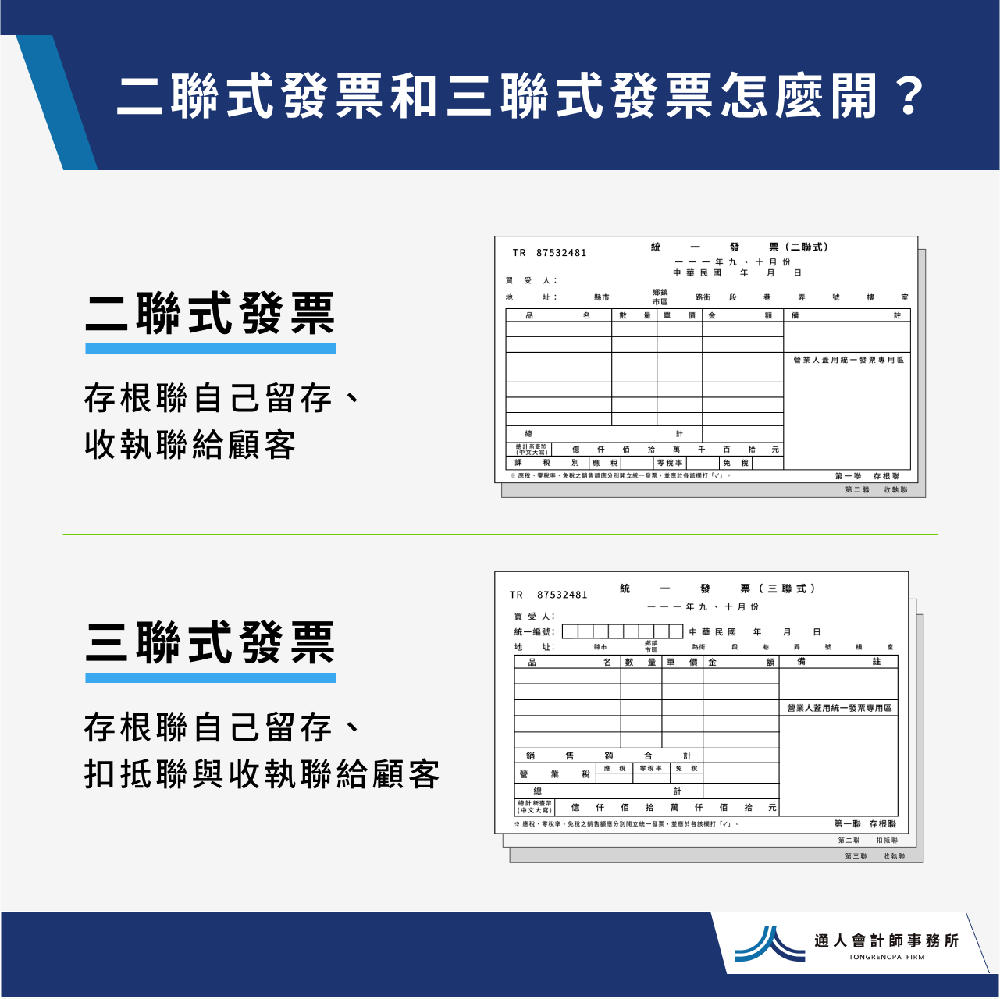 二聯式發票和三聯式發票怎麼開？
二聯式發票
存根聯自己留存、
收執聯給顧客
TR 87532481
統 一 發 票（二聯式）
一一一年九、十月份
中華民國 年 月 日
買 受 人：
地 址： 縣市 鄉鎮市區 路街 段 巷 弄 號 樓 室
品 名 數 量 單 價 金 額 備 註
營業人蓋用統一發票專用區
總 計
總計新臺幣
(中文大寫) 億 仟 佰 拾 萬 千 百 拾 元
課 稅 別 應 稅 零稅率 免 稅
※ 應稅、零稅率、免稅之銷售額應分別開立統一發票，並應於各該欄打「✓」。
第一聯 存根聯
第二聯 收執聯
三聯式發票
存根聯自己留存、
扣抵聯與收執聯給顧客
TR 87532481
統 一 發 票（三聯式）
一一一年九、十月份
買 受 人：
統一編號： 中華民國 年 月 日
地 址： 縣市 鄉鎮市區 路街 段 巷 弄 號 樓 室
品 名 數 量 單 價 金 額 備 註
營業人蓋用統一發票專用區
銷 售 額 合 計
營 業 稅 應 稅 零稅率 免 稅
總 計
總計新臺幣
(中文大寫) 億 仟 佰 拾 萬 仟 佰 拾 元
※ 應稅、零稅率、免稅之銷售額應分別開立統一發票，並應於各該欄打「✓」。
第一聯 存根聯
第二聯 扣抵聯
第三聯 收執聯
通人會計師事務所
TONGRENCPA FIRM